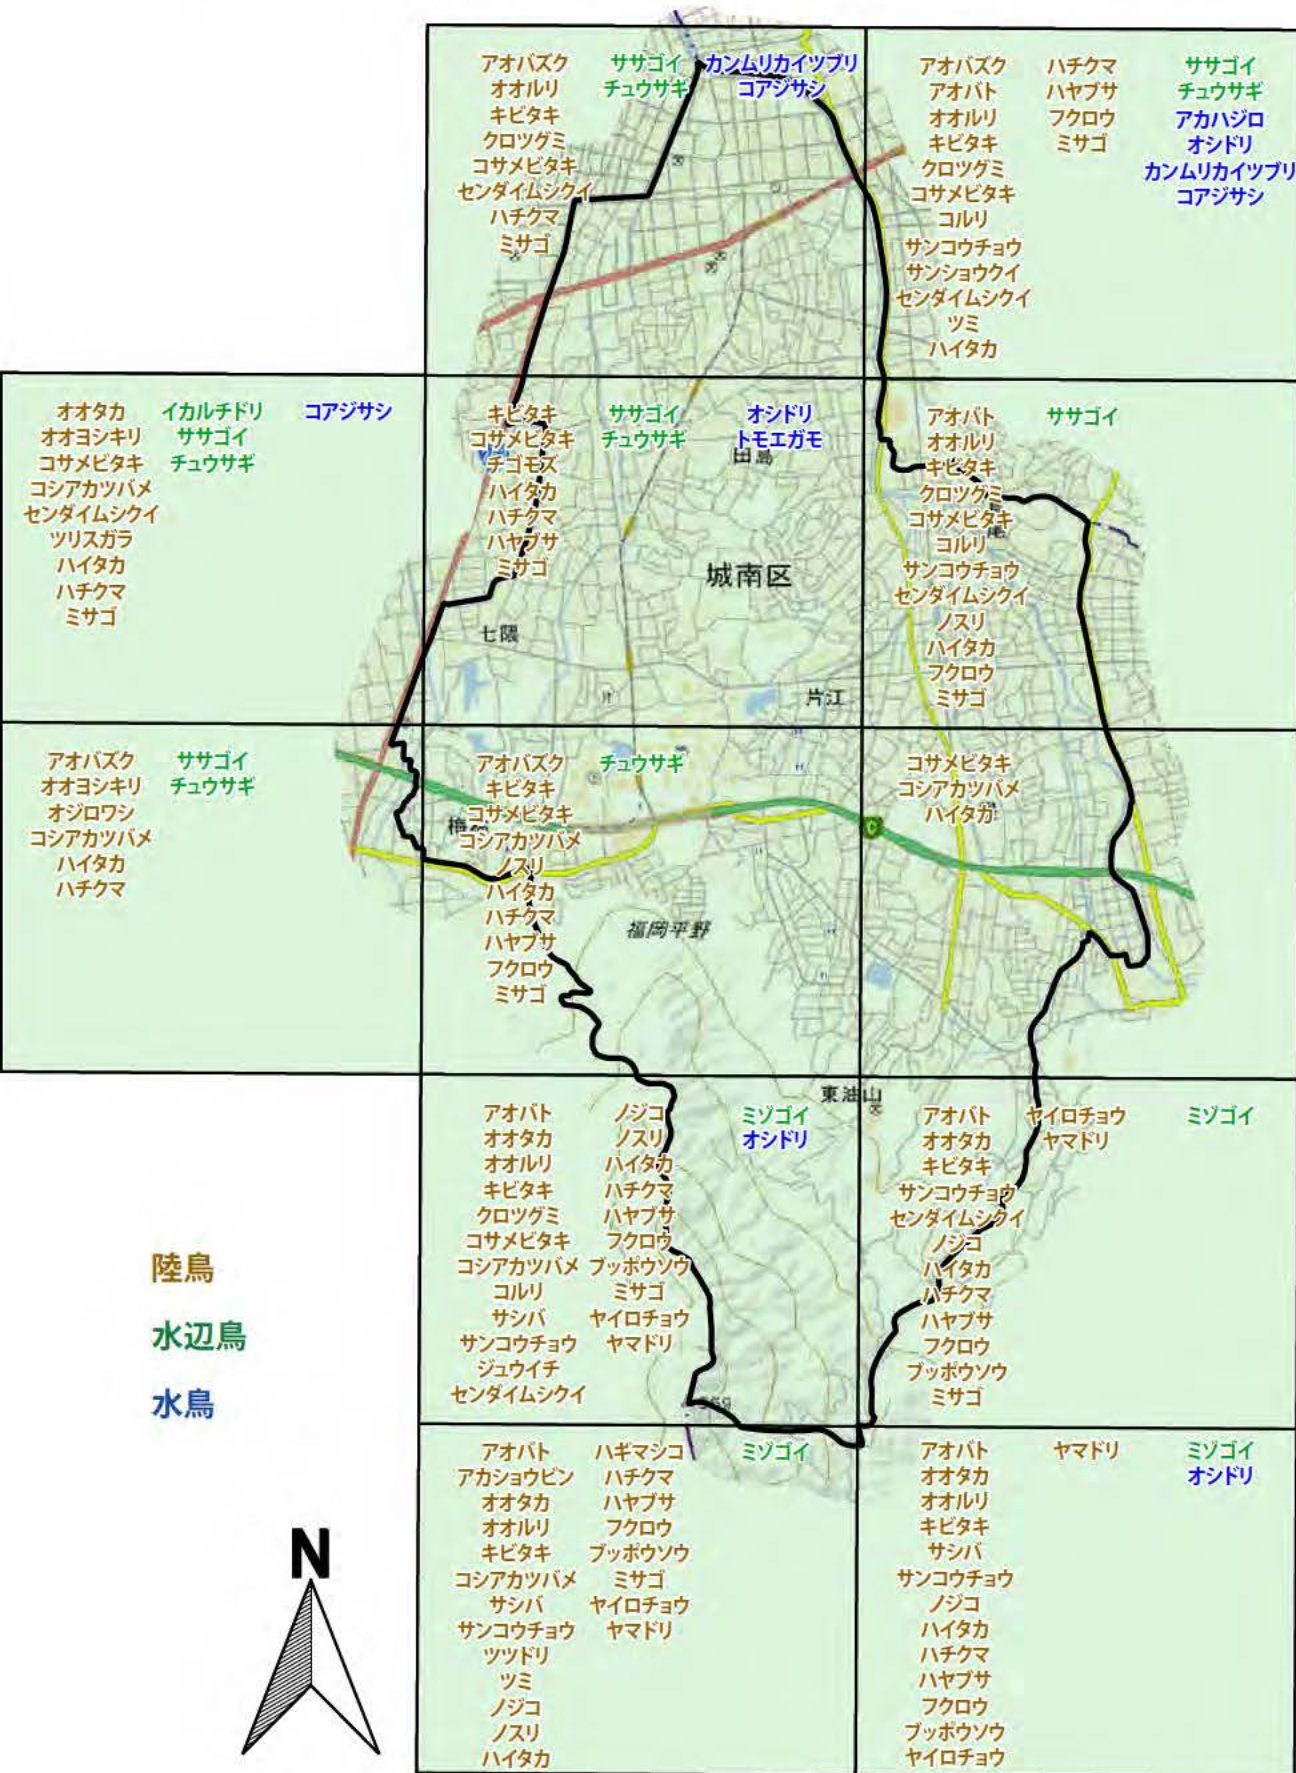 アオバズク
オオルリ
キビタキ
クロツグミ
コサメビタキ
センダイムシクイ
ハチクマ
ミサゴ
ササゴイ
チュウサギ
カンムリカイツブリ
コアジサシ
アオバズク
アオバト
オオルリ
キビタキ
クロツグミ
コサメビタキ
コルリ
サンコウチョウ
サンショウクイ
センダイムシクイ
ツミ
ハイタカ
ハチクマ
ハヤブサ
フクロウ
ミサゴ
ササゴイ
チュウサギ
アカハジロ
オシドリ
カンムリカイツブリ
コアジサシ
オオタカ
オオヨシキリ
コサメビタキ
コシアカツバメ
センダイムシクイ
ツリスガラ
ハイタカ
ハチクマ
ミサゴ
イカルチドリ
ササゴイ
チュウサギ
コアジサシ
キビタキ
コサメビタキ
チゴモズ
ハイタカ
ハチクマ
ハヤブサ
ミサゴ
ササゴイ
チュウサギ
オシドリ
トモエガモ
田島
城南区
七隈
片江
アオバト
オオルリ
キビタキ
クロツグミ
コサメビタキ
コルリ
サンコウチョウ
センダイムシクイ
ノスリ
ハイタカ
フクロウ
ミサゴ
ササゴイ
アオバズク
オオヨシキリ
オジロワシ
コシアカツバメ
ハイタカ
ハチクマ
ササゴイ
チュウサギ
アオバズク
キビタキ
コサメビタキ
コシアカツバメ
ノスリ
ハイタカ
ハチクマ
ハヤブサ
フクロウ
ミサゴ
チュウサギ
福岡平野
コサメビタキ
コシアカツバメ
ハイタカ
東油山
アオバト
オオタカ
オオルリ
キビタキ
クロツグミ
コサメビタキ
コシアカツバメ
コルリ
サシバ
サンコウチョウ
ジュウイチ
センダイムシクイ
ノジコ
ノスリ
ハイタカ
ハチクマ
ハヤブサ
フクロウ
ブッポウソウ
ミサゴ
ヤイロチョウ
ヤマドリ
ミゾゴイ
オシドリ
アオバト
オオタカ
キビタキ
サンコウチョウ
センダイムシクイ
ノジコ
ハイタカ
ハチクマ
ハヤブサ
フクロウ
ブッポウソウ
ミサゴ
ヤイロチョウ
ヤマドリ
ミゾゴイ
陸鳥
水辺鳥
水鳥
N
アオバト
アカショウビン
オオタカ
オオルリ
キビタキ
コシアカツバメ
サシバ
サンコウチョウ
ツツドリ
ツミ
ノジコ
ノスリ
ハイタカ
ハギマシコ
ハチクマ
ハヤブサ
フクロウ
ブッポウソウ
ミサゴ
ヤイロチョウ
ヤマドリ
ミゾゴイ
アオバト
オオタカ
オオルリ
キビタキ
サシバ
サンコウチョウ
ノジコ
ハイタカ
ハチクマ
ハヤブサ
フクロウ
ブッポウソウ
ヤイロチョウ
ヤマドリ
ミゾゴイ
オシドリ